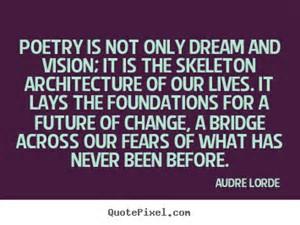 POETRY IS NOT ONLY DREAM AND
VISION; IT IS THE SKELETON
ARCHITECTURE OF OUR LIVES. IT
LAYS THE FOUNDATIONS FOR A
FUTURE OF CHANGE, A BRIDGE
ACROSS OUR FEARS OF WHAT HAS
NEVER BEEN BEFORE.
AUDRE LORDE
QuotePixel.com